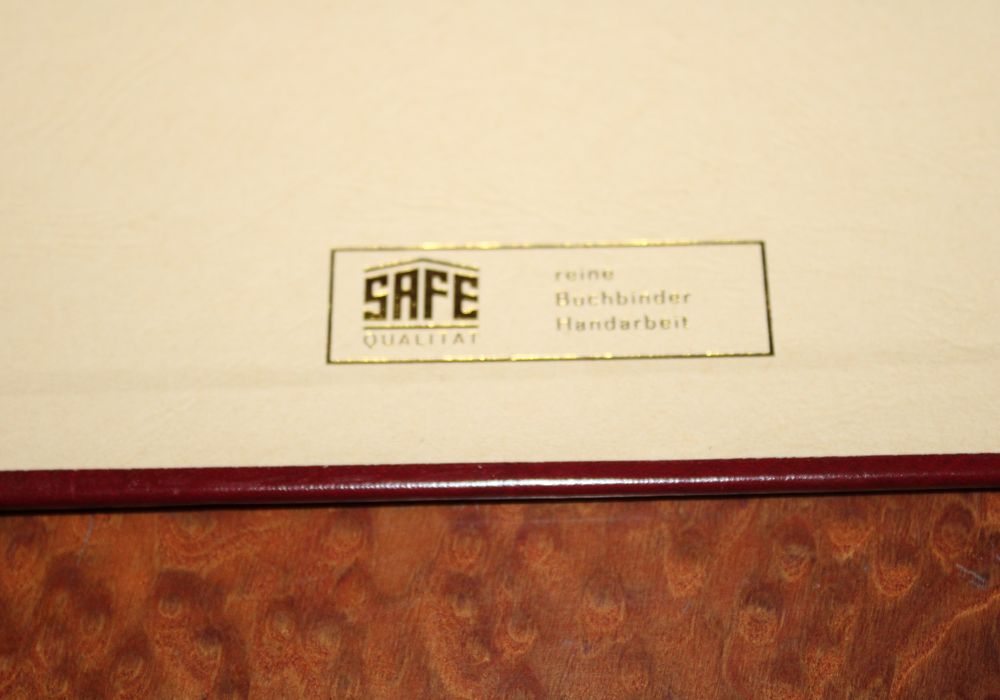 SAFE
QUALITÄT
reine
Buchbinder
Handarbeit